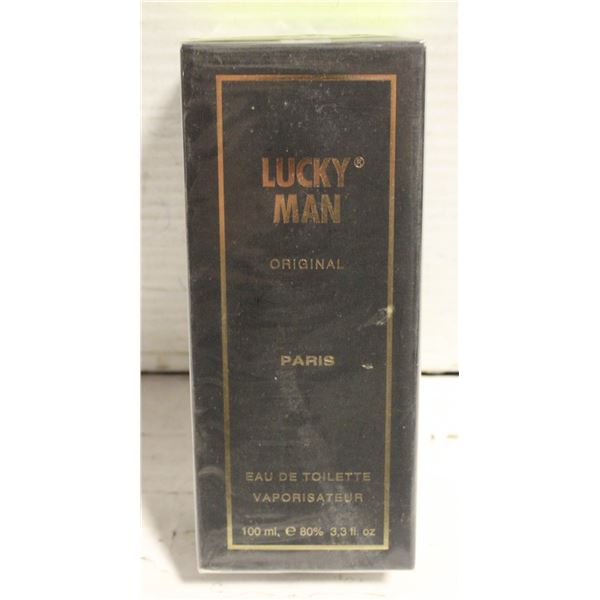 LUCKY®
MAN
ORIGINAL
PARIS
EAU DE TOILETTE
VAPORISATEUR
100 ml, ℮ 80% 3,3 fl. oz